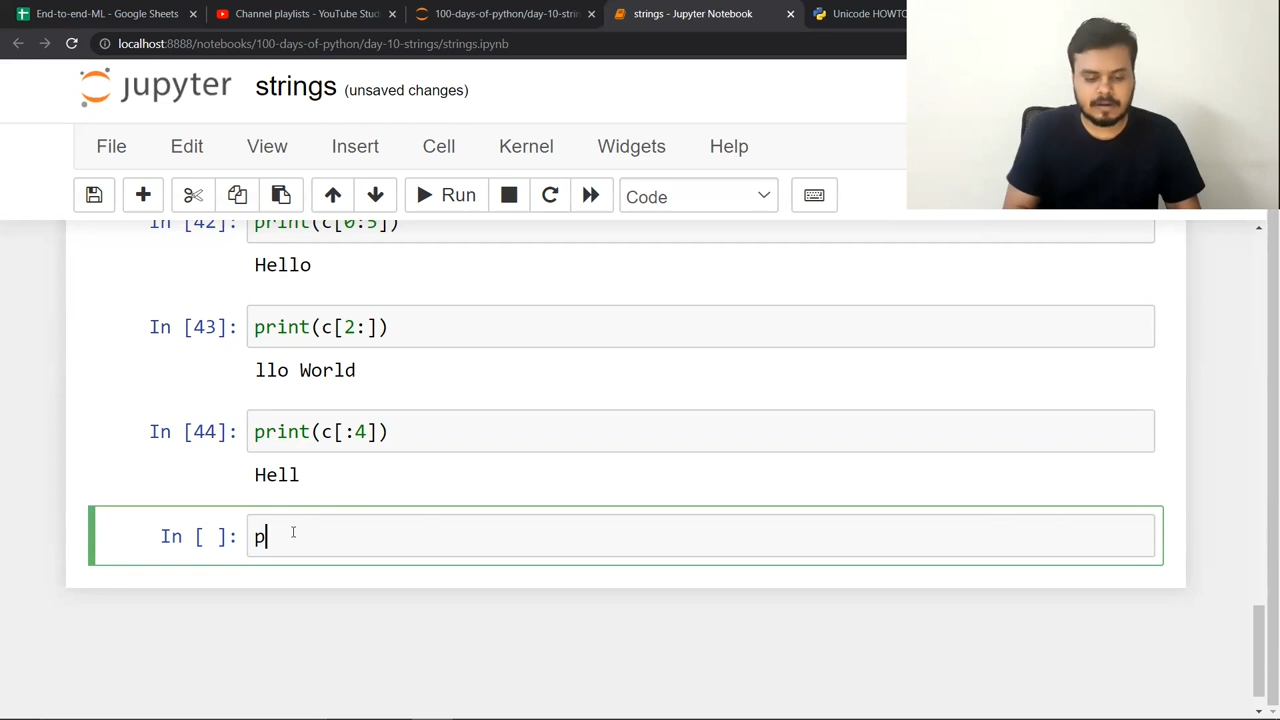 End-to-end-ML - Google Sheets
Channel playlists - YouTube Stud
100-days-of-python/day-10-strin
strings - Jupyter Notebook
Unicode HOWTO
localhost:8888/notebooks/100-days-of-python/day-10-strings/strings.ipynb
jupyter strings (unsaved changes)
File Edit View Insert Cell Kernel Widgets Help
Run Code
In [42]: print(c[0:5])
Hello
In [43]: print(c[2:])
llo World
In [44]: print(c[:4])
Hell
In [ ]: p